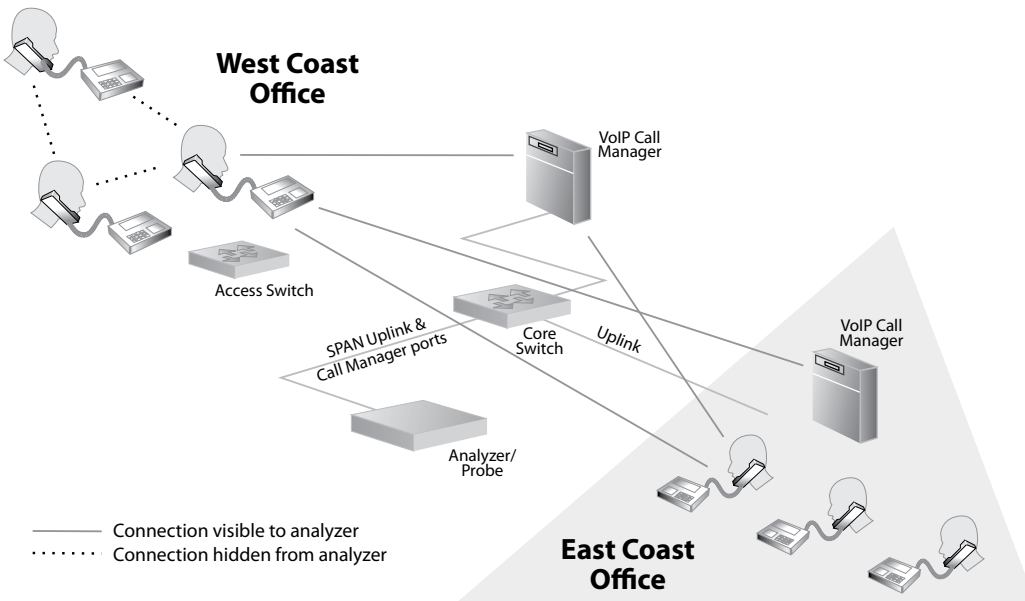 West Coast
Office
VoIP Call
Manager
Access Switch
SPAN Uplink &
Call Manager ports
Core
Switch
Uplink
VoIP Call
Manager
Analyzer/
Probe
Connection visible to analyzer
Connection hidden from analyzer
East Coast
Office